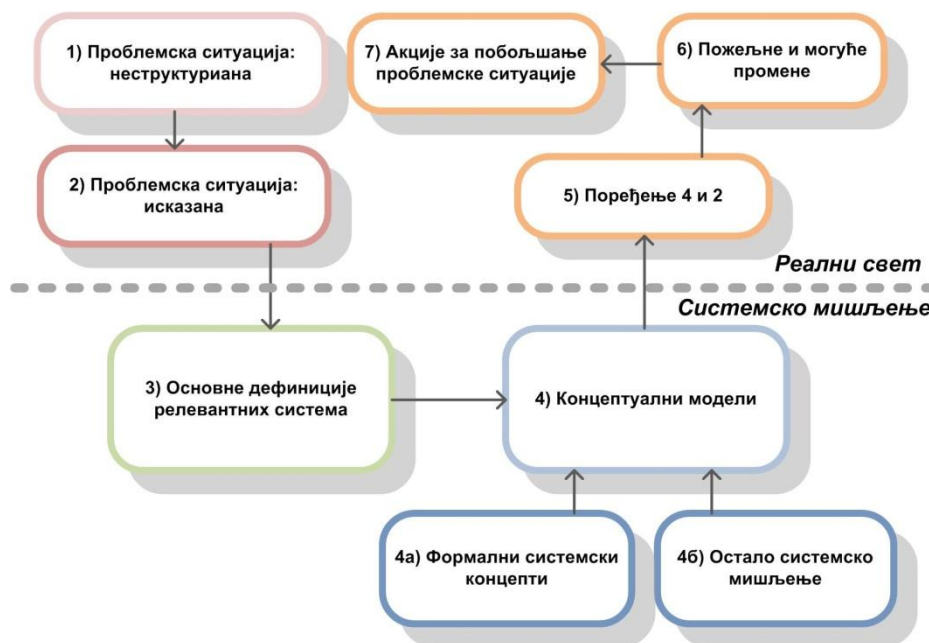 1) Проблемска ситуација:
неструктуриана
2) Проблемска ситуација:
исказана
7) Акције за побољшање
проблемске ситуације
6) Пожељне и могуће
промене
5) Поређење 4 и 2
Реални свет
Системско мишљење
3) Основне дефиниције
релевантних система
4) Концептуални модели
4а) Формални системски
концепти
4б) Остало системско
мишљење